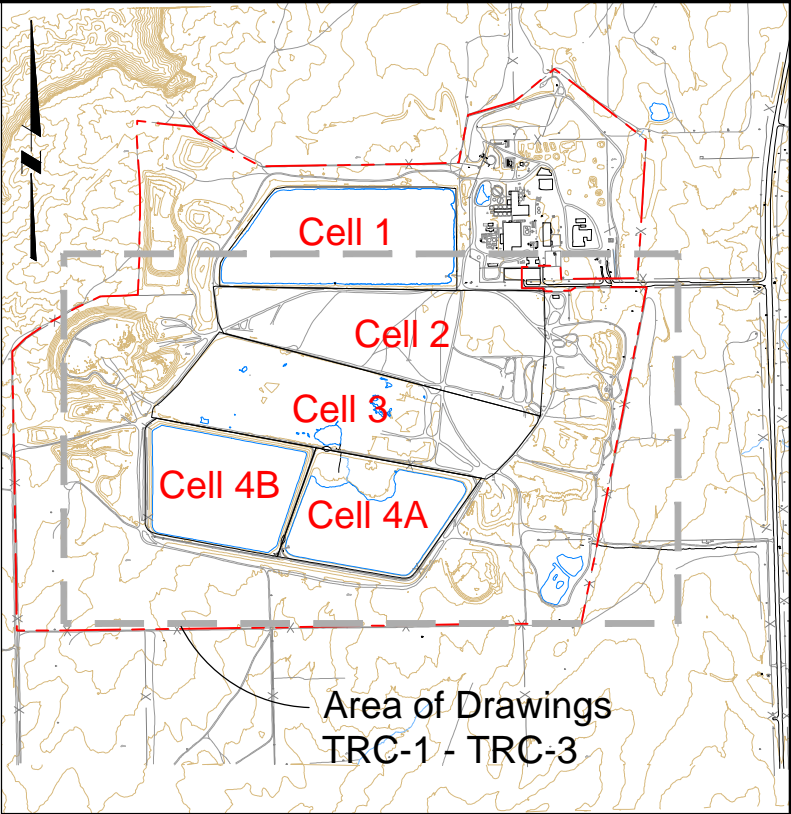 Cell 1
Cell 2
Cell 3
Cell 4B
Cell 4A
Area of Drawings
TRC-1 - TRC-3